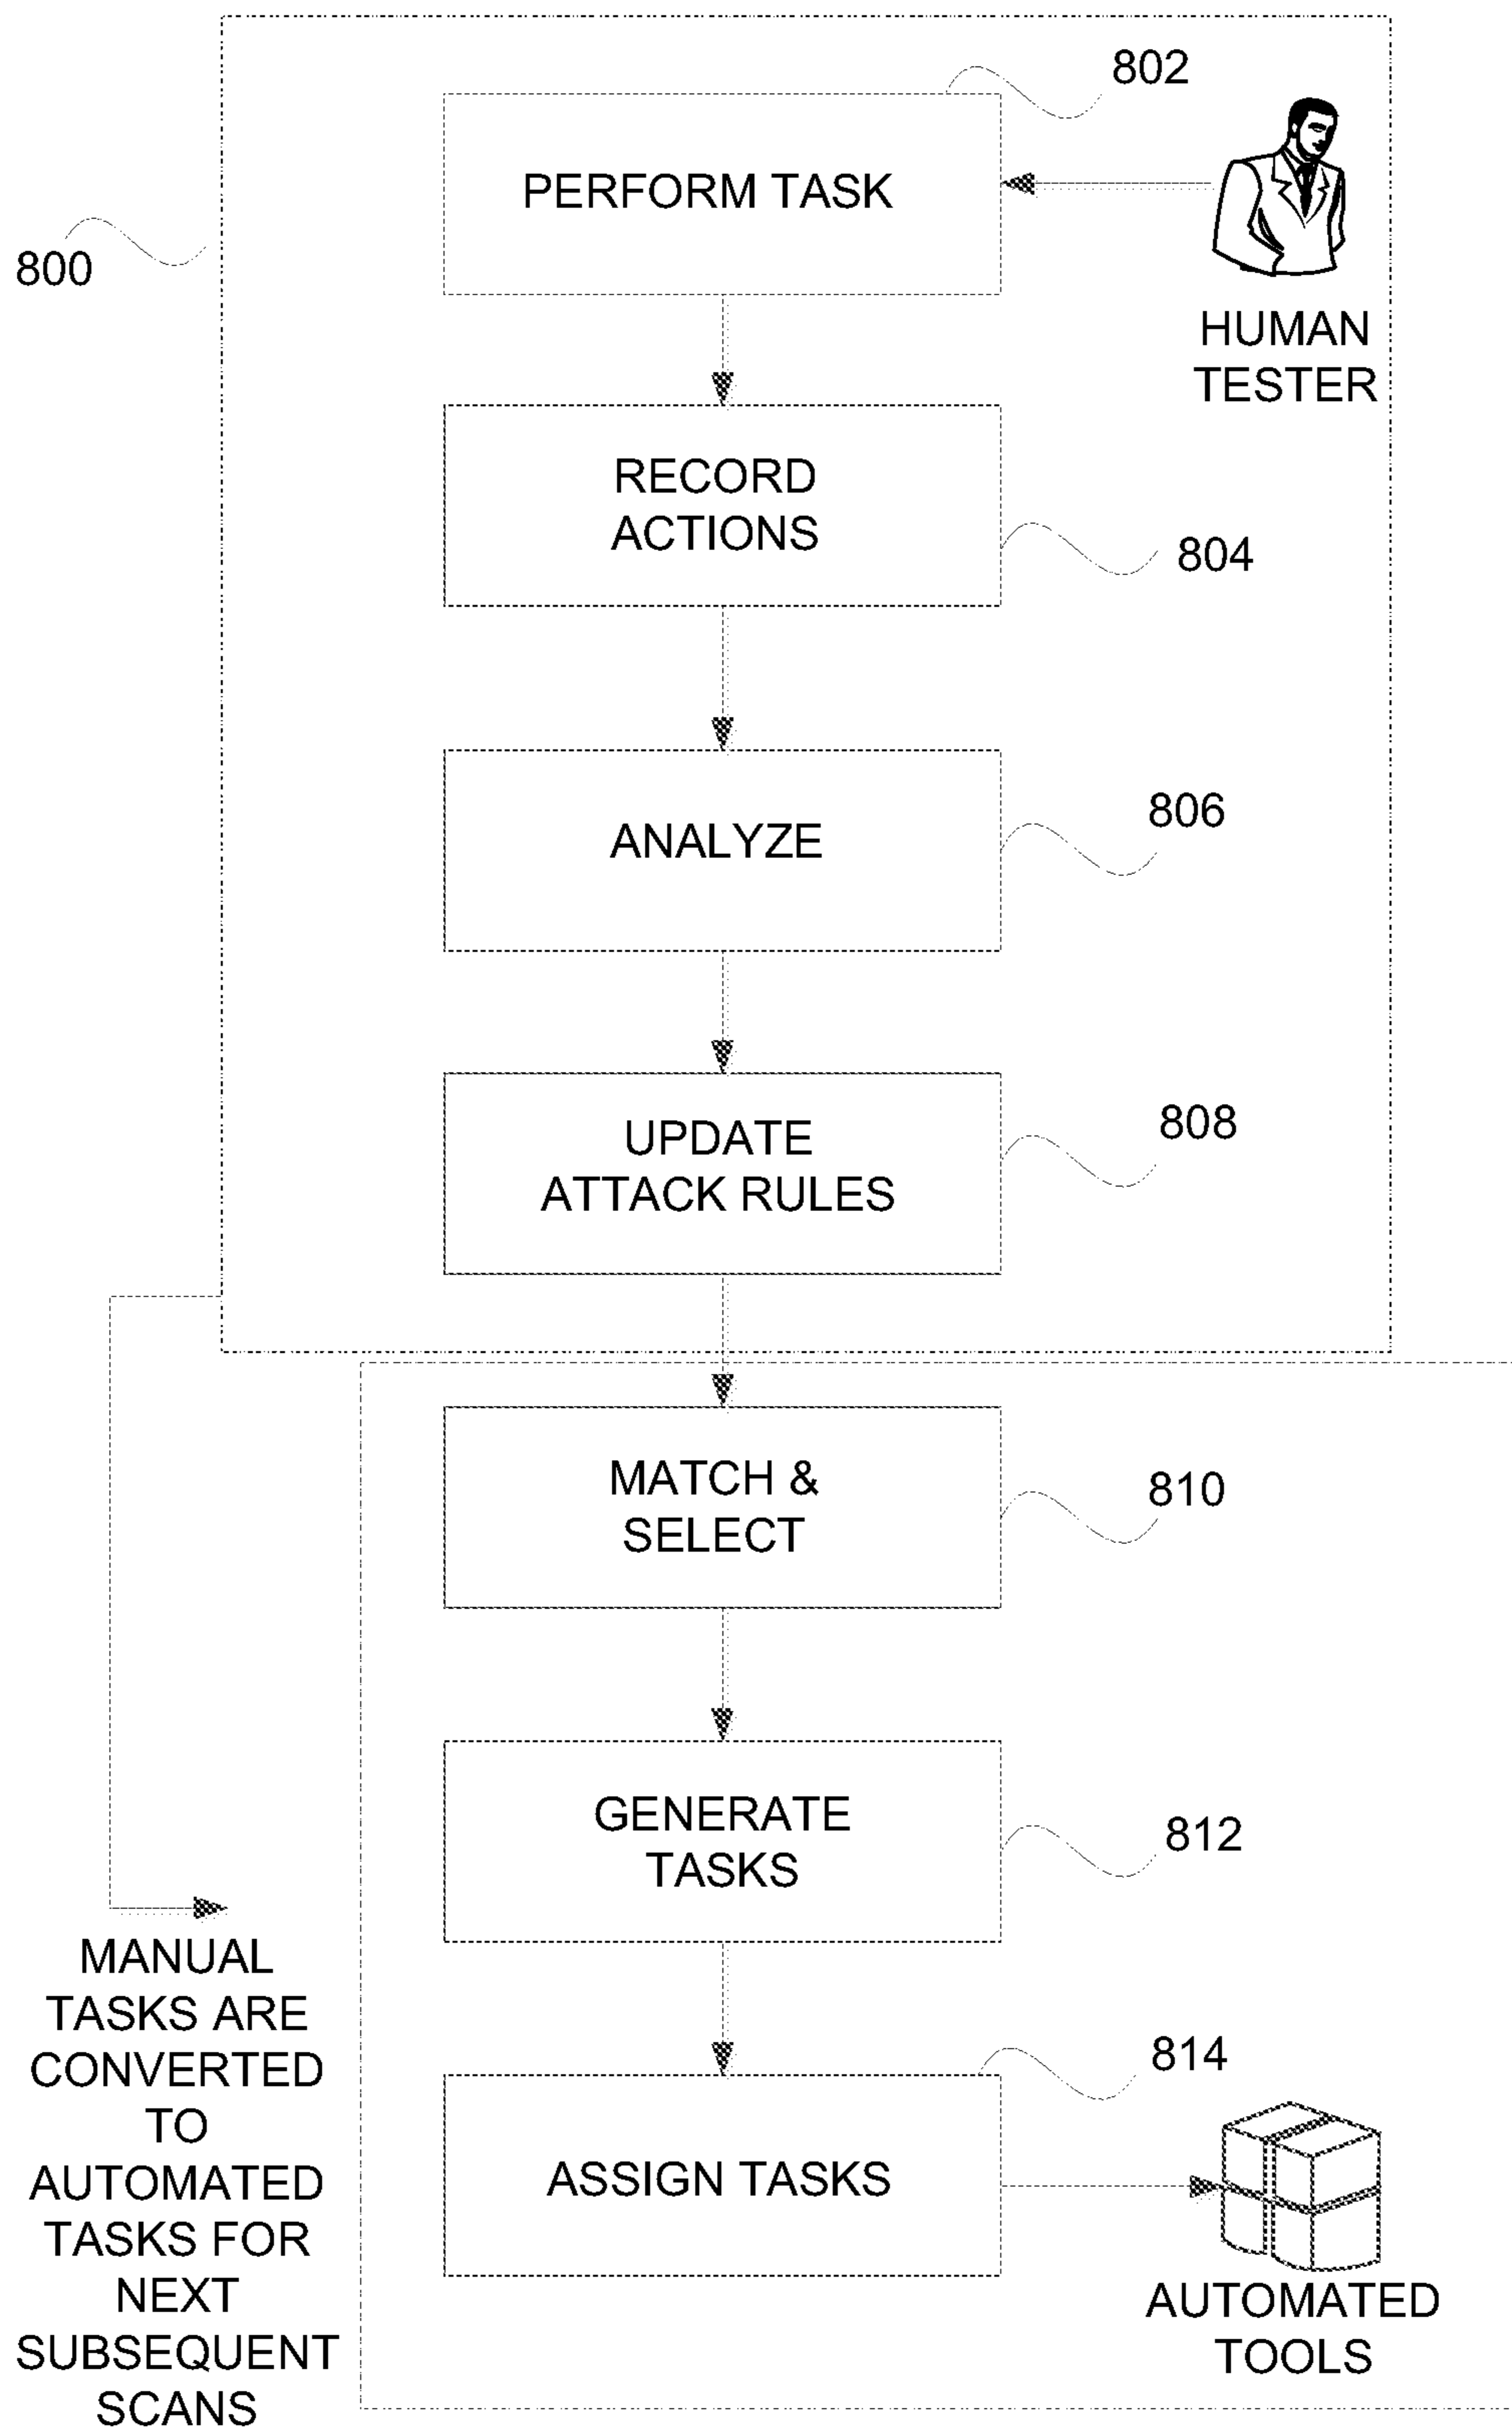 802
PERFORM TASK
800
HUMAN
TESTER
RECORD
ACTIONS
804
806
ANALYZE
808
UPDATE
ATTACK RULES
MATCH &
SELECT
810
GENERATE
TASKS
812
MANUAL
TASKS ARE
CONVERTED
TO
AUTOMATED
TASKS FOR
NEXT
SUBSEQUENT
SCANS
814
ASSIGN TASKS
AUTOMATED
TOOLS